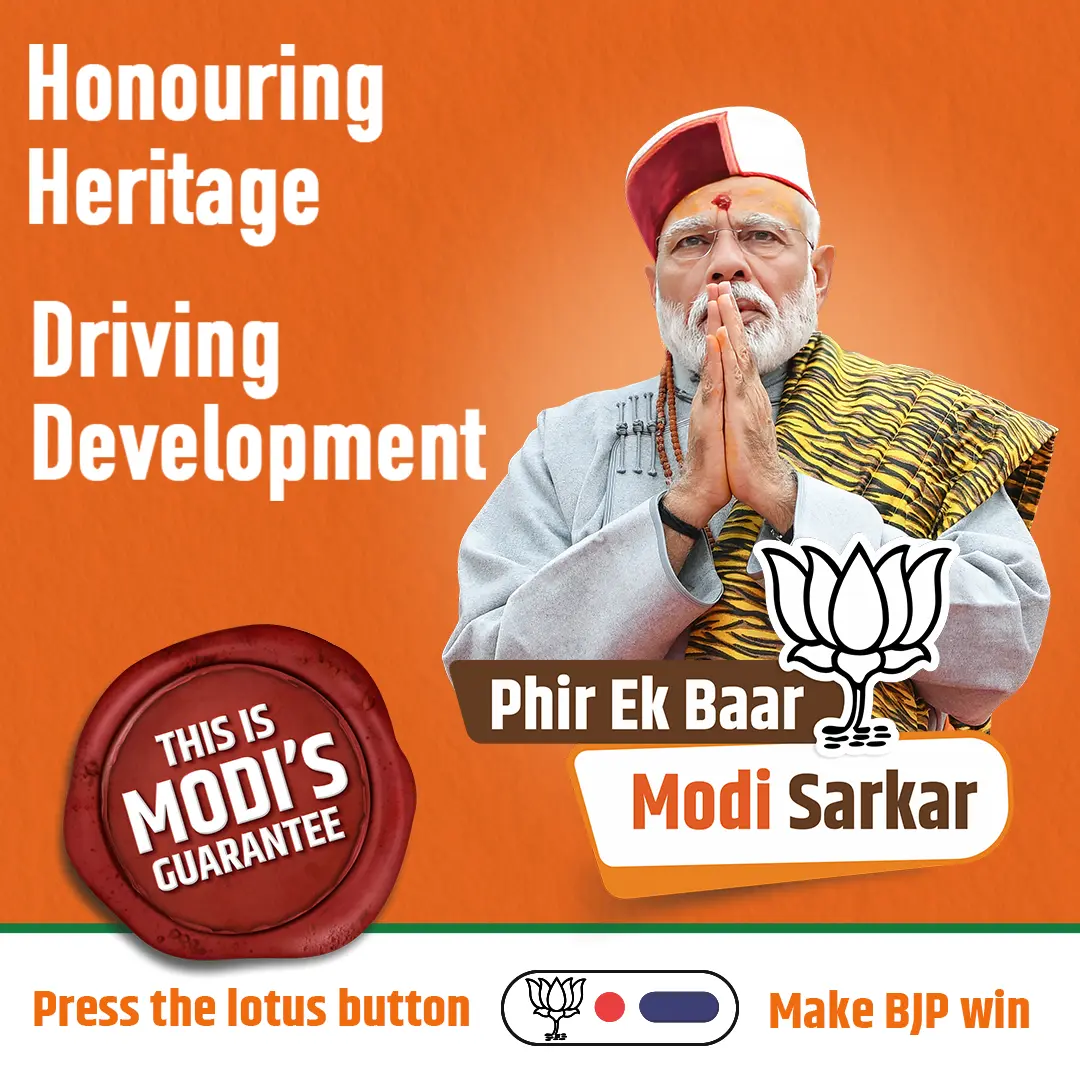 Honouring
Heritage
Driving
Development
Phir Ek Baar
Modi Sarkar
THIS IS
MODI'S
GUARANTEE
Press the lotus button
Make BJP win